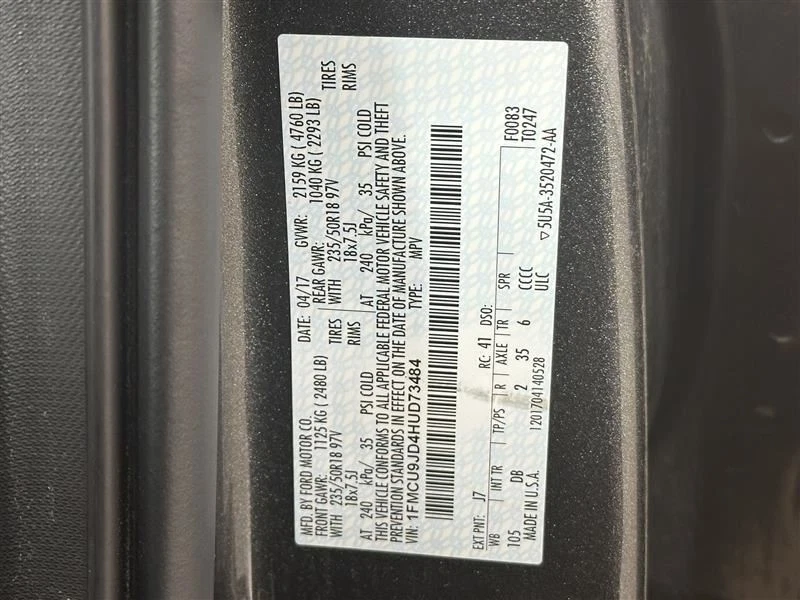 MFD. BY FORD MOTOR CO.
DATE: 04/17 GVWR: 2159 KG ( 4760 LB)
FRONT GAWR: 1125 KG ( 2480 LB) REAR GAWR: 1040 KG ( 2293 LB)
WITH 235/50R18 97V TIRES WITH 235/50R18 97V TIRES
18x7.5J RIMS 18x7.5J RIMS
AT 240 kPa/ 35 PSI COLD AT 240 kPa/ 35 PSI COLD
THIS VEHICLE CONFORMS TO ALL APPLICABLE FEDERAL MOTOR VEHICLE SAFETY AND THEFT
PREVENTION STANDARDS IN EFFECT ON THE DATE OF MANUFACTURE SHOWN ABOVE.
VIN: 1FMCU9JD4HUD73484 TYPE: MPV
EXT PNT: J7 RC: 41 DSO: F0083
WB INT TR TP/PS R AXLE TR SPR T0247
105 DB 2 35 6 CCCC
ULC
1201704140528
MADE IN U.S.A. ▽5U5A-3520472-AA